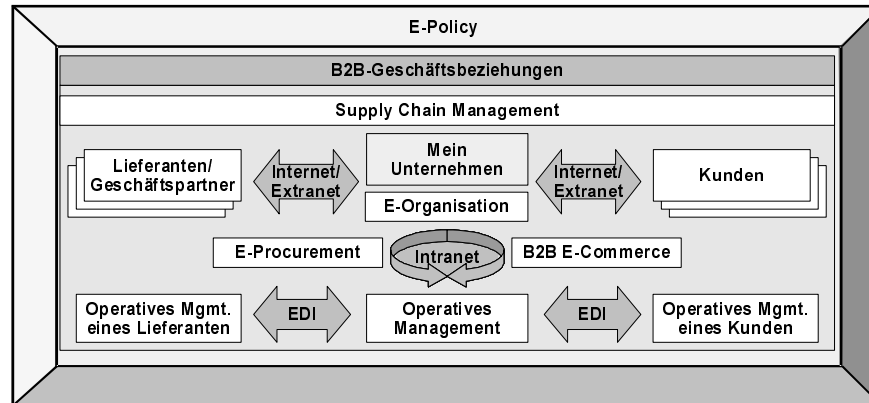 E-Policy
B2B-Geschäftsbeziehungen
Supply Chain Management
Lieferanten/
Geschäftspartner
Internet/
Extranet
Mein
Unternehmen
Internet/
Extranet
Kunden
E-Organisation
E-Procurement
Intranet
B2B E-Commerce
Operatives Mgmt.
eines Lieferanten
EDI
Operatives
Management
EDI
Operatives Mgmt.
eines Kunden